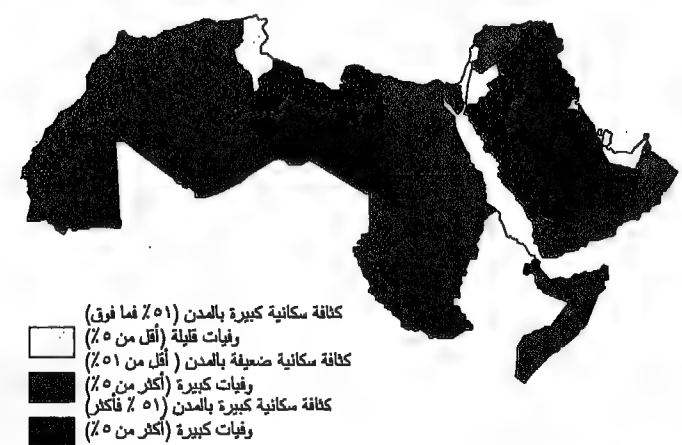 كثافة سكانية كبيرة بالمدن (٥١٪ فما فوق)
وفيات قليلة (أقل من ٥٪)
كثافة سكانية ضعيفة بالمدن ( أقل من ٥١٪)
وفيات كبيرة (أكثر من ٥٪)
كثافة سكانية كبيرة بالمدن (٥١ ٪ فأكثر)
وفيات كبيرة (أكثر من ٥٪)